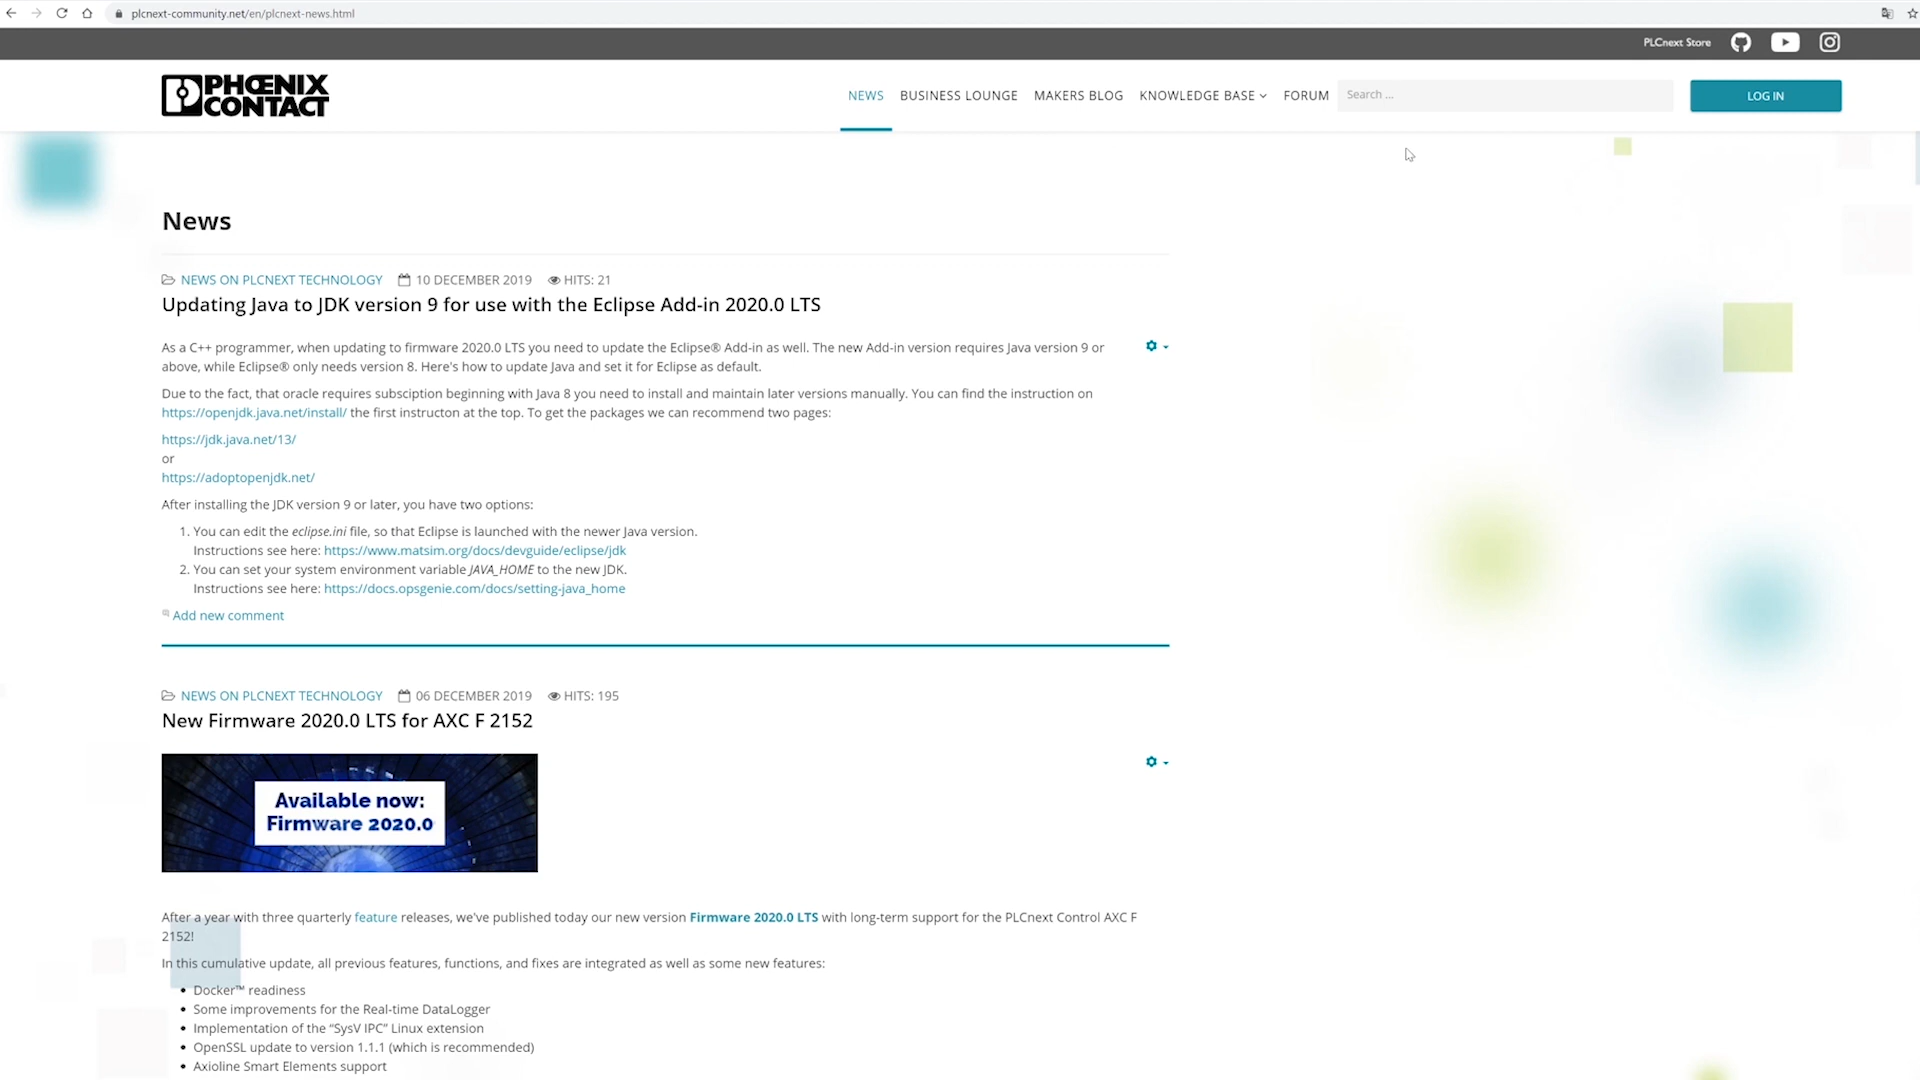 plcnext-community.net/en/plcnext-news.html
PLCnext Store
PHŒNIX
CONTACT
NEWS BUSINESS LOUNGE MAKERS BLOG KNOWLEDGE BASE FORUM Search ... LOG IN
News
NEWS ON PLCNEXT TECHNOLOGY 10 DECEMBER 2019 HITS: 21
Updating Java to JDK version 9 for use with the Eclipse Add-in 2020.0 LTS
As a C++ programmer, when updating to firmware 2020.0 LTS you need to update the Eclipse® Add-in as well. The new Add-in version requires Java version 9 or
above, while Eclipse® only needs version 8. Here's how to update Java and set it for Eclipse as default.
Due to the fact, that oracle requires subsciption beginning with Java 8 you need to install and maintain later versions manually. You can find the instruction on
https://openjdk.java.net/install/ the first instructon at the top. To get the packages we can recommend two pages:
https://jdk.java.net/13/
or
https://adoptopenjdk.net/
After installing the JDK version 9 or later, you have two options:
1. You can edit the eclipse.ini file, so that Eclipse is launched with the newer Java version.
Instructions see here: https://www.matsim.org/docs/devguide/eclipse/jdk
2. You can set your system environment variable JAVA_HOME to the new JDK.
Instructions see here: https://docs.opsgenie.com/docs/setting-java_home
Add new comment
NEWS ON PLCNEXT TECHNOLOGY 06 DECEMBER 2019 HITS: 195
New Firmware 2020.0 LTS for AXC F 2152
Available now:
Firmware 2020.0
After a year with three quarterly feature releases, we've published today our new version Firmware 2020.0 LTS with long-term support for the PLCnext Control AXC F
2152!
In this cumulative update, all previous features, functions, and fixes are integrated as well as some new features:
• Docker™ readiness
• Some improvements for the Real-time DataLogger
• Implementation of the “SysV IPC” Linux extension
• OpenSSL update to version 1.1.1 (which is recommended)
• Axioline Smart Elements support